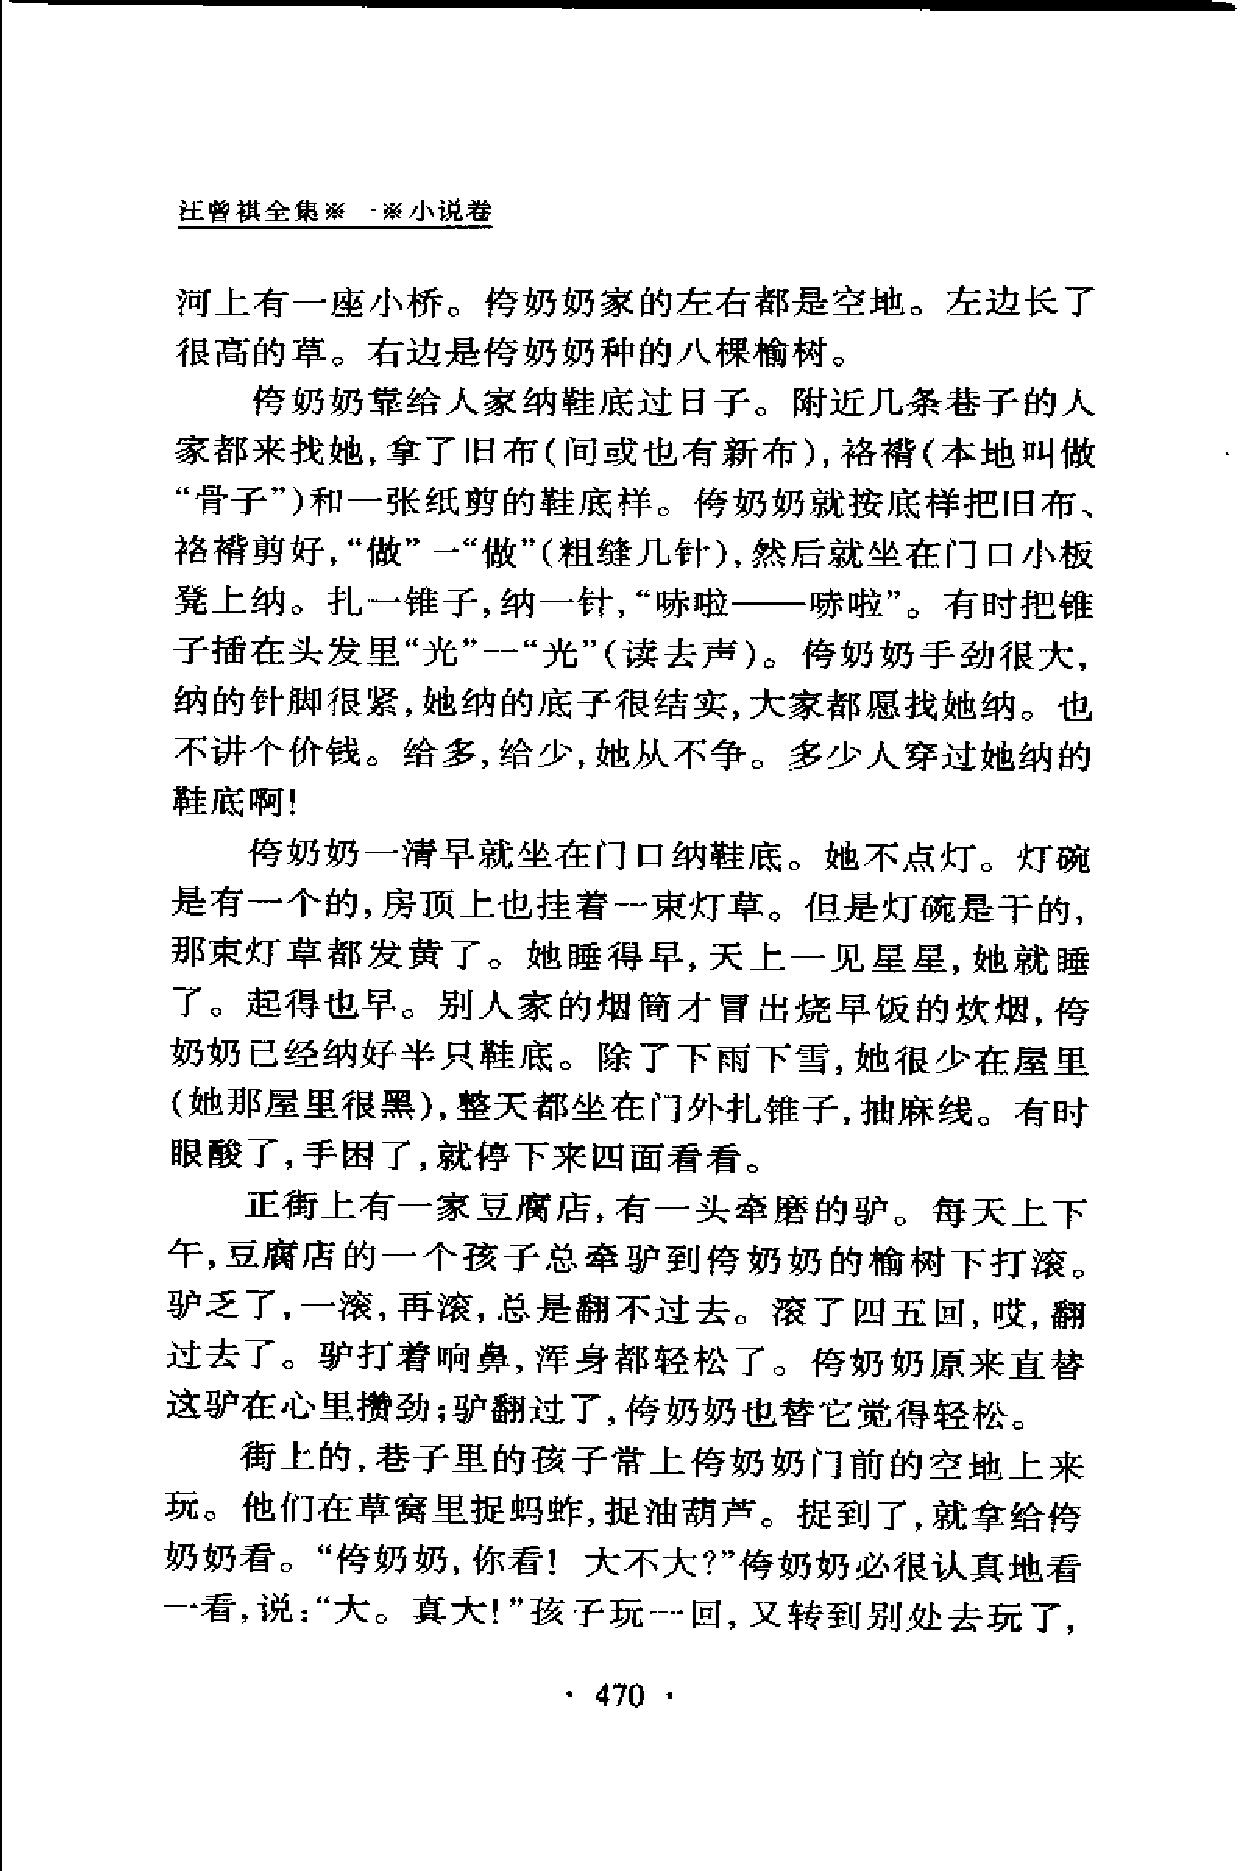 汪曾祺全集※一※小说卷
河上有一座小桥。侉奶奶家的左右都是空地。左边长了
很高的草。右边是侉奶奶种的八棵榆树。
侉奶奶靠给人家纳鞋底过日子。附近几条巷子的人
家都来找她,拿了旧布(间或也有新布),袼褙(本地叫做
“骨子”)和一张纸剪的鞋底样。侉奶奶就按底样把旧布、
袼褙剪好,“做”一“做”(粗缝几针),然后就坐在门口小板
凳上纳。扎一锥子,纳一针,“哧啦——哧啦”。有时把锥
子插在头发里“光”一“光”(读去声)。侉奶奶手劲很大,
纳的针脚很紧,她纳的底子很结实,大家都愿找她纳。也
不讲个价钱。给多,给少,她从不争。多少人穿过她纳的
鞋底啊!
侉奶奶一清早就坐在门口纳鞋底。她不点灯。灯碗
是有一个的,房顶上也挂着一束灯草。但是灯碗是干的,
那束灯草都发黄了。她睡得早,天上一见星星,她就睡
了。起得也早。别人家的烟筒才冒出烧早饭的炊烟,侉
奶奶已经纳好半只鞋底。除了下雨下雪,她很少在屋里
(她那屋里很黑),整天都坐在门外扎锥子,抽麻线。有时
眼酸了,手困了,就停下来四面看看。
正街上有一家豆腐店,有一头牵磨的驴。每天上下
午,豆腐店的一个孩子总牵驴到侉奶奶的榆树下打滚。
驴乏了,一滚,再滚,总是翻不过去。滚了四五回,哎,翻
过去了。驴打着响鼻,浑身都轻松了。侉奶奶原来直替
这驴在心里攒劲;驴翻过了,侉奶奶也替它觉得轻松。
街上的,巷子里的孩子常上侉奶奶门前的空地上来
玩。他们在草窝里捉蚂蚱,捉油葫芦。捉到了,就拿给侉
奶奶看。“侉奶奶,你看! 大不大?”侉奶奶必很认真地看
一看,说:“大。真大!”孩子玩一回,又转到别处去玩了,
· 470 ·